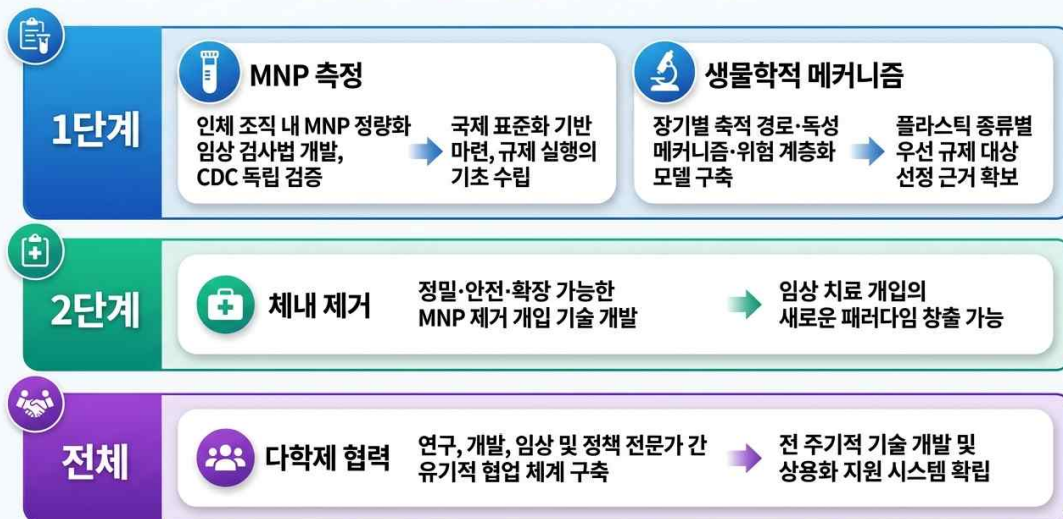 1단계
MNP 측정
인체 조직 내 MNP 정량화
임상 검사법 개발,
CDC 독립 검증
국제 표준화 기반
마련, 규제 실행의
기초 수립
생물학적 메커니즘
장기별 축적 경로·독성
메커니즘·위험 계층화
모델 구축
플라스틱 종류별
우선 규제 대상
선정 근거 확보
2단계
체내 제거
정밀·안전·확장 가능한
MNP 제거 개입 기술 개발
임상 치료 개입의
새로운 패러다임 창출 가능
전체
다학제 협력
연구, 개발, 임상 및 정책 전문가 간
유기적 협업 체계 구축
전 주기적 기술 개발 및
상용화 지원 시스템 확립